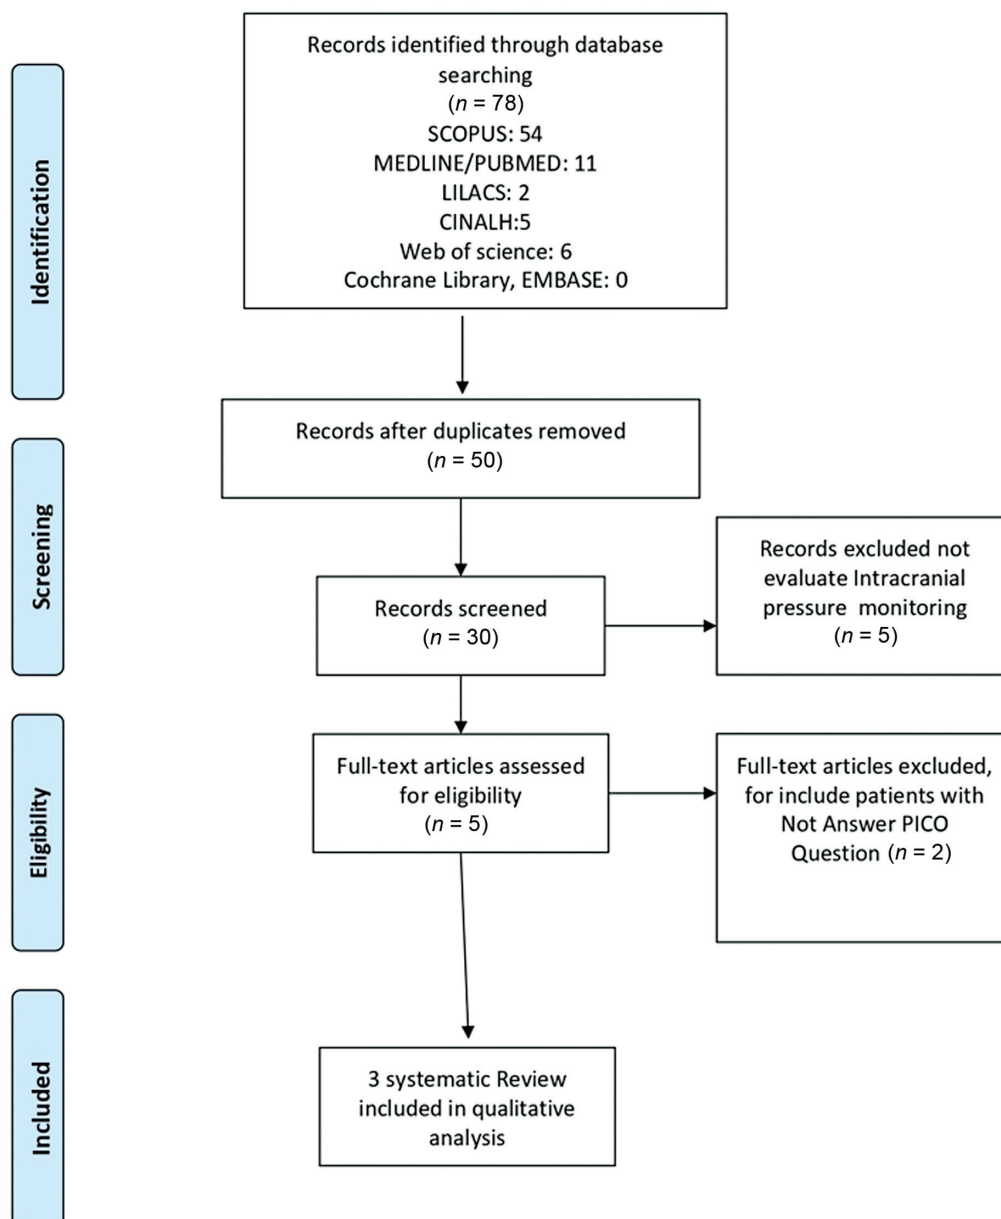 Identification
Records identified through database
searching
(n = 78)
SCOPUS: 54
MEDLINE/PUBMED: 11
LILACS: 2
CINALH:5
Web of science: 6
Cochrane Library, EMBASE: 0
Records after duplicates removed
(n = 50)
Screening
Records screened
(n = 30)
Records excluded not
evaluate Intracranial
pressure monitoring
(n = 5)
Eligibility
Full-text articles assessed
for eligibility
(n = 5)
Full-text articles excluded,
for include patients with
Not Answer PICO
Question (n = 2)
Included
3 systematic Review
included in qualitative
analysis